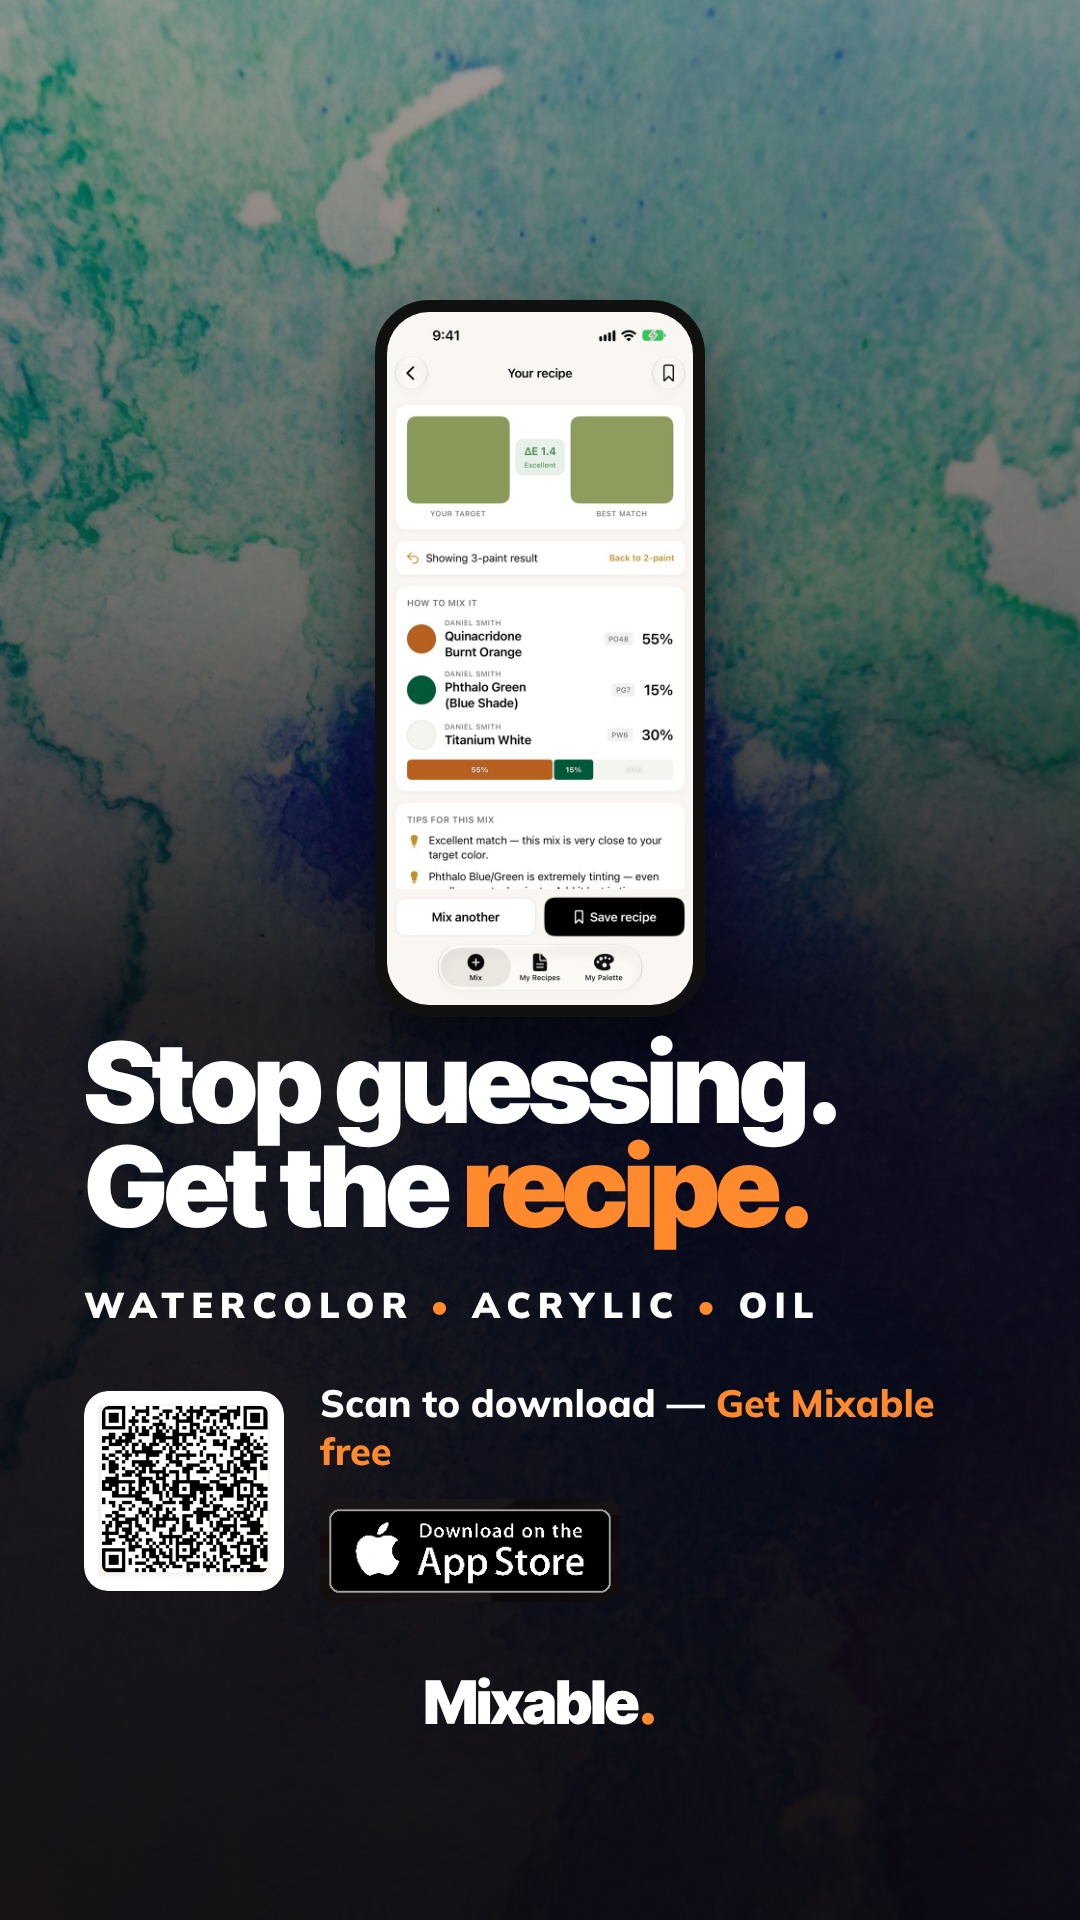 9:41
Your recipe
ΔE 1.4
Excellent
YOUR TARGET
BEST MATCH
Showing 3-paint result
Back to 2-paint
HOW TO MIX IT
DANIEL SMITH
Quinacridone
Burnt Orange
PO48
55%
DANIEL SMITH
Phthalo Green
(Blue Shade)
PG7
15%
DANIEL SMITH
Titanium White
PW6
30%
55%
15%
30%
TIPS FOR THIS MIX
Excellent match — this mix is very close to your
target color.
Phthalo Blue/Green is extremely tinting — even
Mix another
Save recipe
Mix
My Recipes
My Palette
Stop guessing.
Get the recipe.
WATERCOLOR • ACRYLIC • OIL
Scan to download — Get Mixable
free
Download on the
App Store
Mixable.